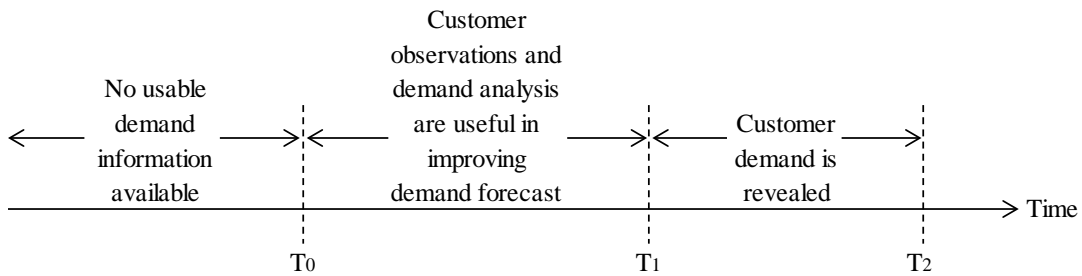 No usable
demand
information
available
Customer
observations and
demand analysis
are useful in
improving
demand forecast
Customer
demand is
revealed
Time
T0
T1
T2